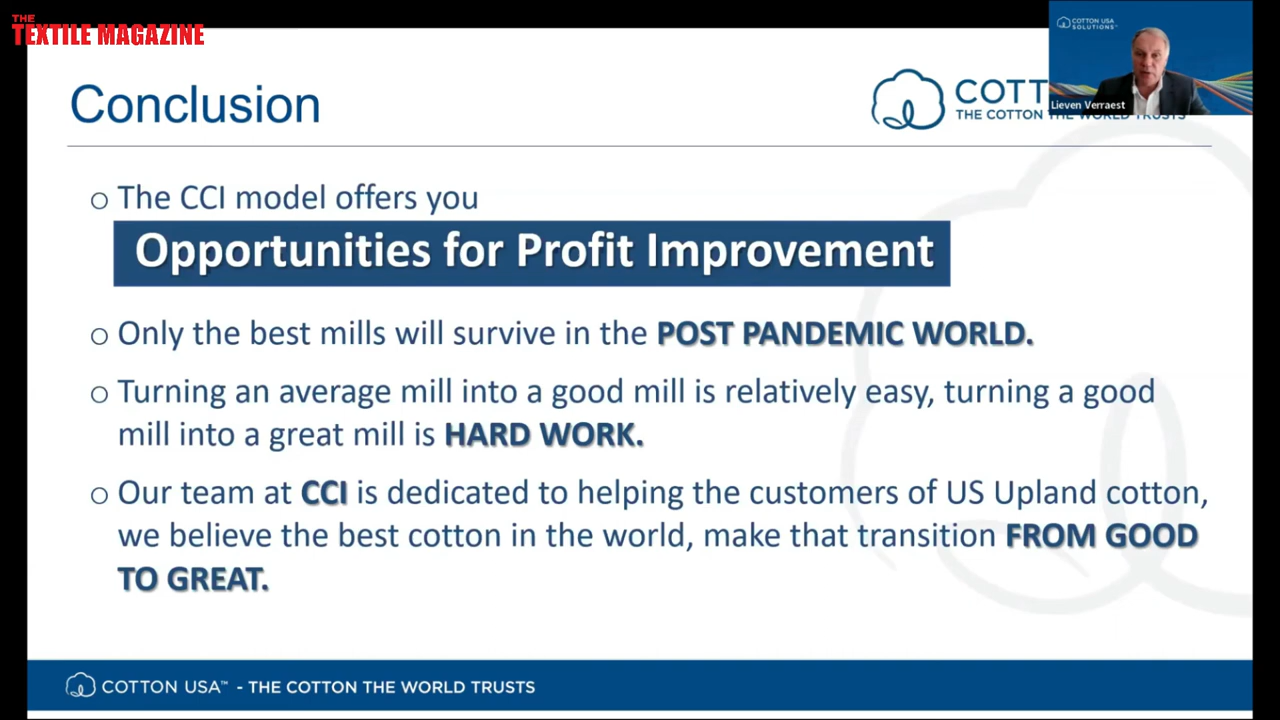 THE
TEXTILE MAGAZINE
COTTON USA
SOLUTIONS™
Lieven Verraest
Conclusion
THE COTTON THE WORLD TRUSTS
o The CCI model offers you
Opportunities for Profit Improvement
o Only the best mills will survive in the POST PANDEMIC WORLD.
o Turning an average mill into a good mill is relatively easy, turning a good
mill into a great mill is HARD WORK.
o Our team at CCI is dedicated to helping the customers of US Upland cotton,
we believe the best cotton in the world, make that transition FROM GOOD
TO GREAT.
COTTON USA™ - THE COTTON THE WORLD TRUSTS